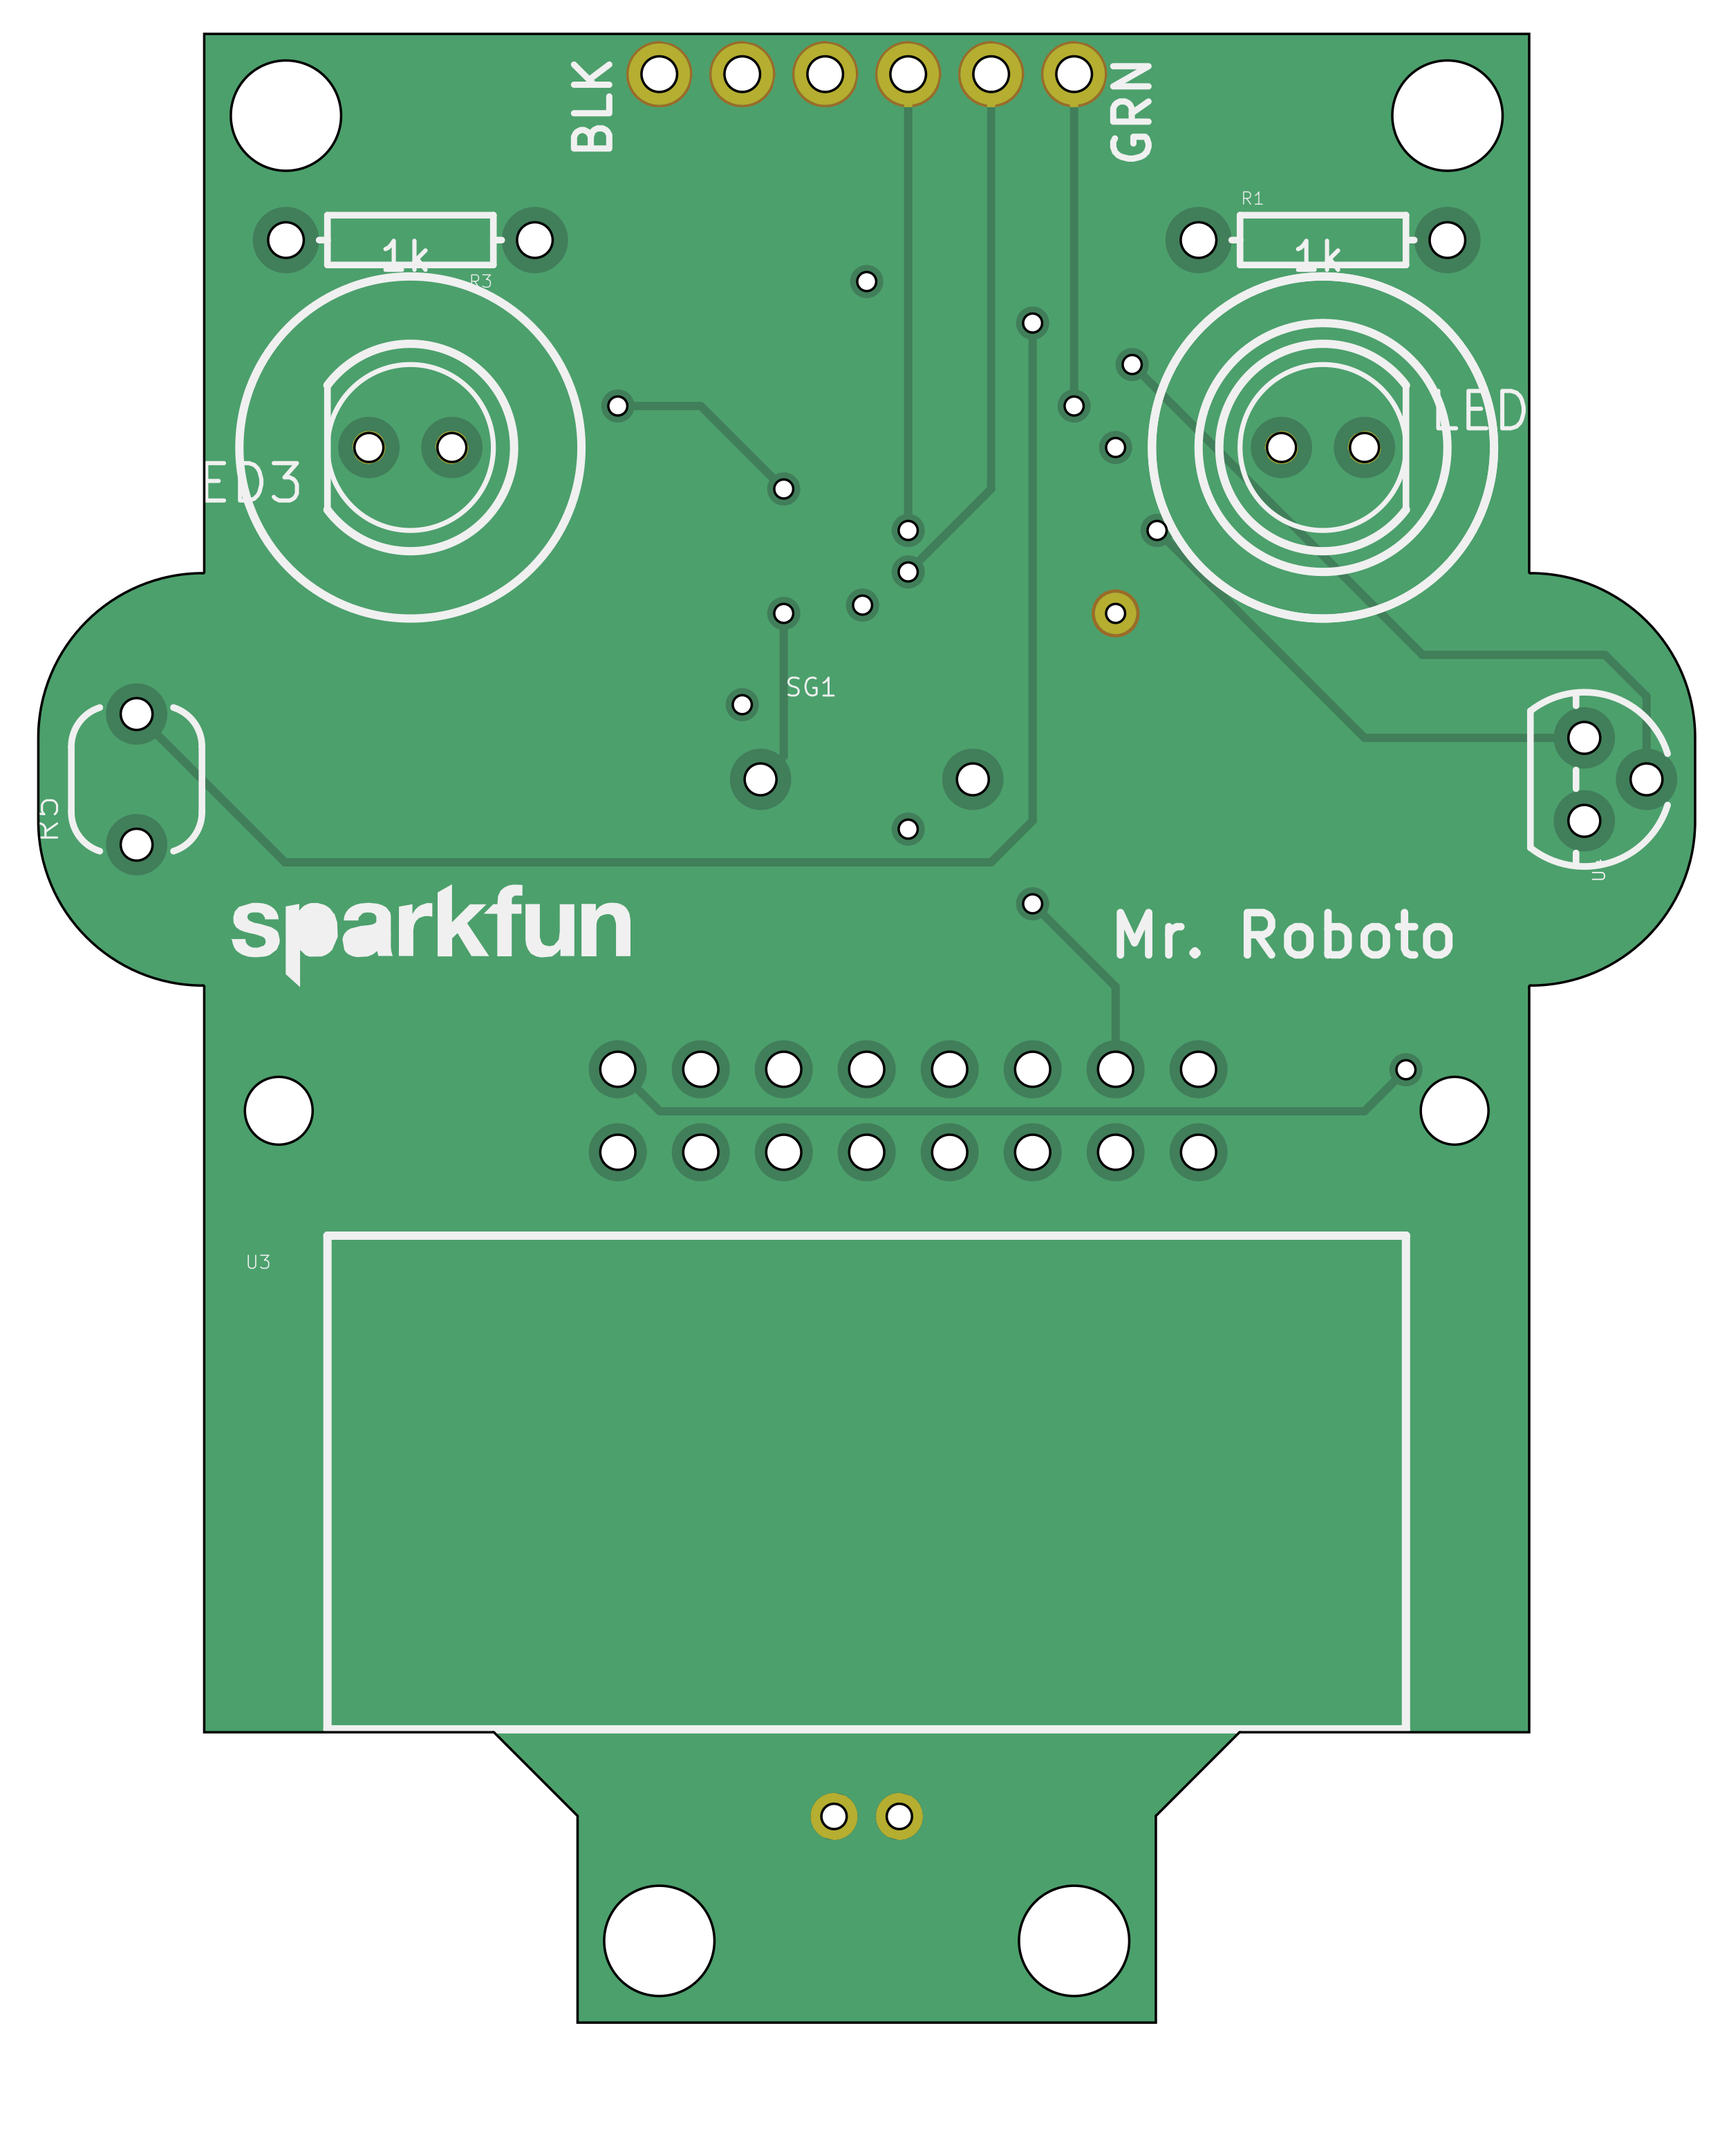 BLK
GRN
R1
1k
1k
R3
LED
ED3
SG1
R5
sparkfun
Mr. Roboto
U3